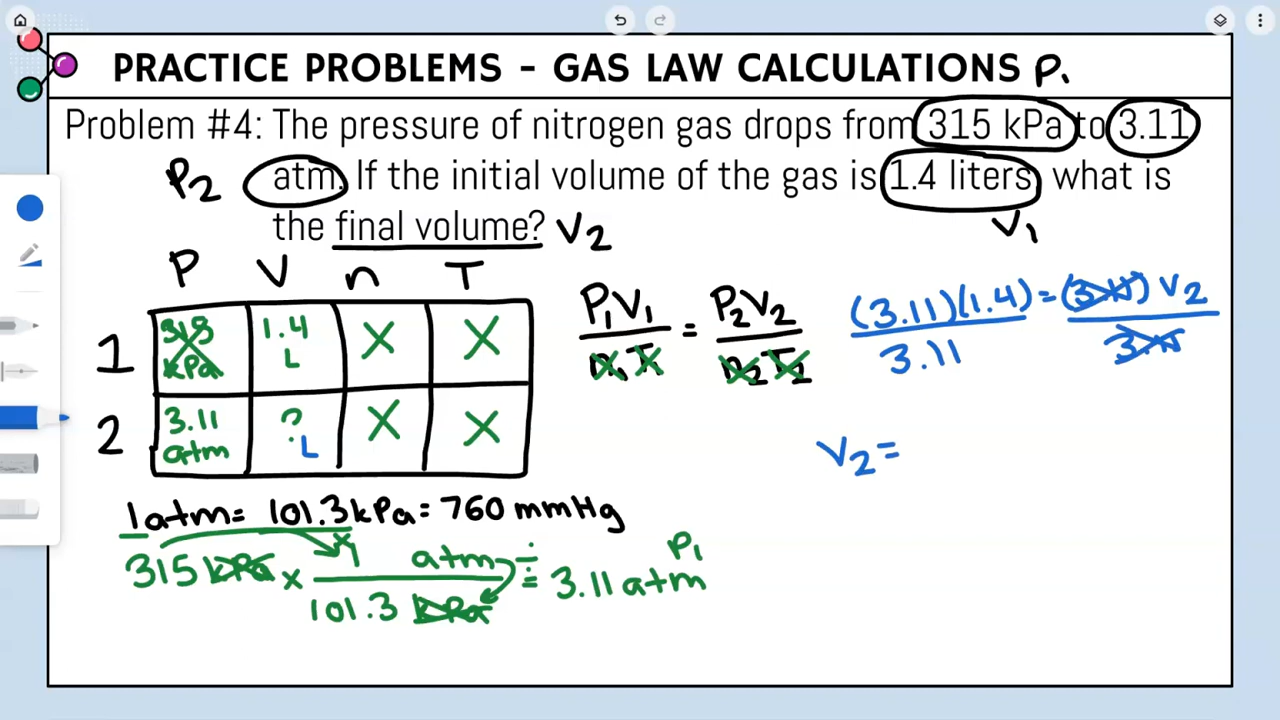 PRACTICE PROBLEMS - GAS LAW CALCULATIONS P1
Problem #4: The pressure of nitrogen gas drops from 315 kPa to 3.11
P2 atm. If the initial volume of the gas is 1.4 liters, what is
the final volume? V2 V1
P V n T
1 315 kPa 1.4 L X X
2 3.11 atm ? L X X
P1V1 / n1T1 = P2V2 / n2T2
(3.11)(1.4) / 3.11 = (3.11) V2 / 3.11
V2 =
1 atm = 101.3 kPa = 760 mmHg
315 kPa x 1 atm / 101.3 kPa ÷ = 3.11 atm P1
x